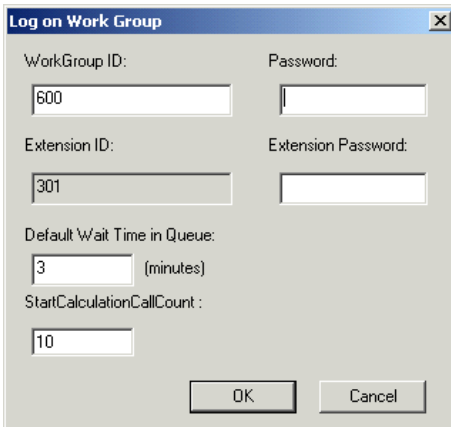 Log on Work Group
WorkGroup ID: Password:
600
Extension ID: Extension Password:
301
Default Wait Time in Queue:
3 (minutes)
StartCalculationCallCount :
10
OK Cancel